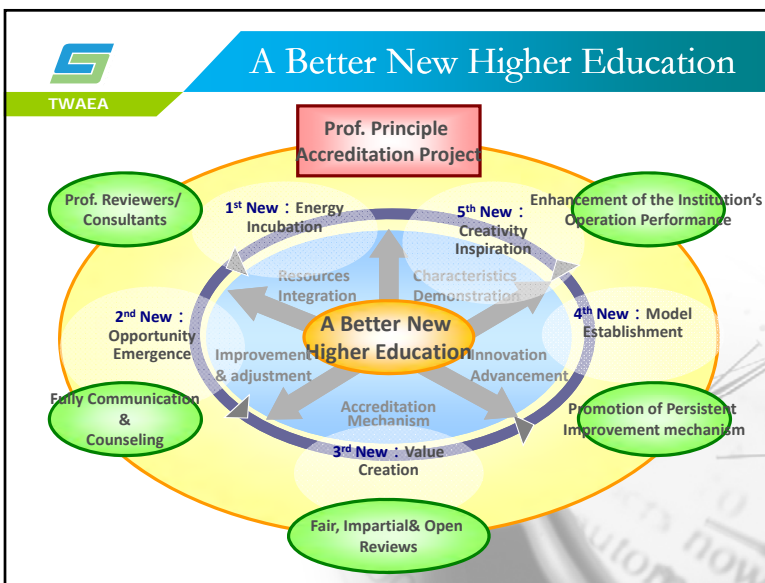 A Better New Higher Education
TWAEA
Prof. Principle
Accreditation Project
Prof. Reviewers/
Consultants
1st New：Energy
Incubation
5th New：
Creativity
Inspiration
Enhancement of the Institution's
Operation Performance
Resources
Integration
Characteristics
Demonstration
2nd New：
Opportunity
Emergence
A Better New
Higher Education
4th New：Model
Establishment
Improvement
& adjustment
Innovation
Advancement
Fully Communication
&
Counseling
Accreditation
Mechanism
Promotion of Persistent
Improvement mechanism
3rd New：Value
Creation
Fair, Impartial& Open
Reviews
now
autom